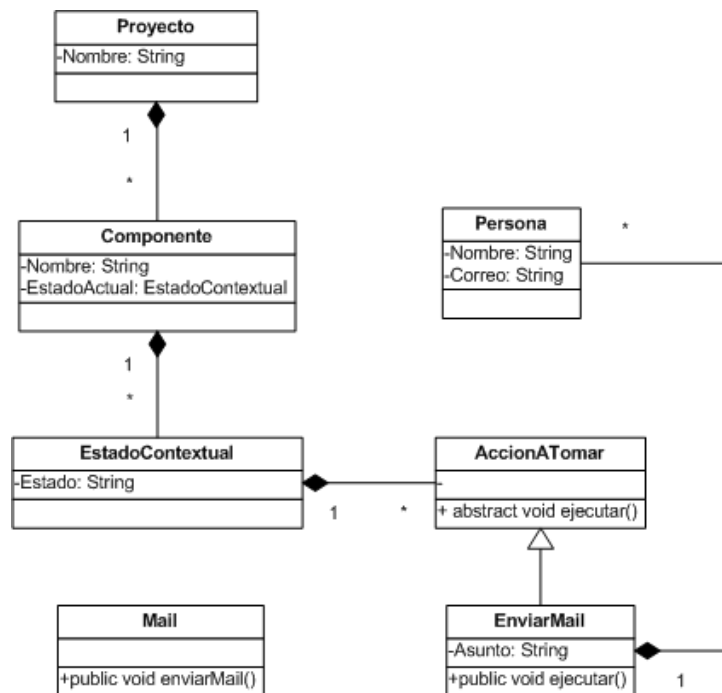 Proyecto
-Nombre: String
1
*
Componente
-Nombre: String
-EstadoActual: EstadoContextual
1
*
Persona
-Nombre: String
-Correo: String
*
EstadoContextual
-Estado: String
1
*
AccionATomar
-
+ abstract void ejecutar()
Mail
+public void enviarMail()
EnviarMail
-Asunto: String
+public void ejecutar()
1